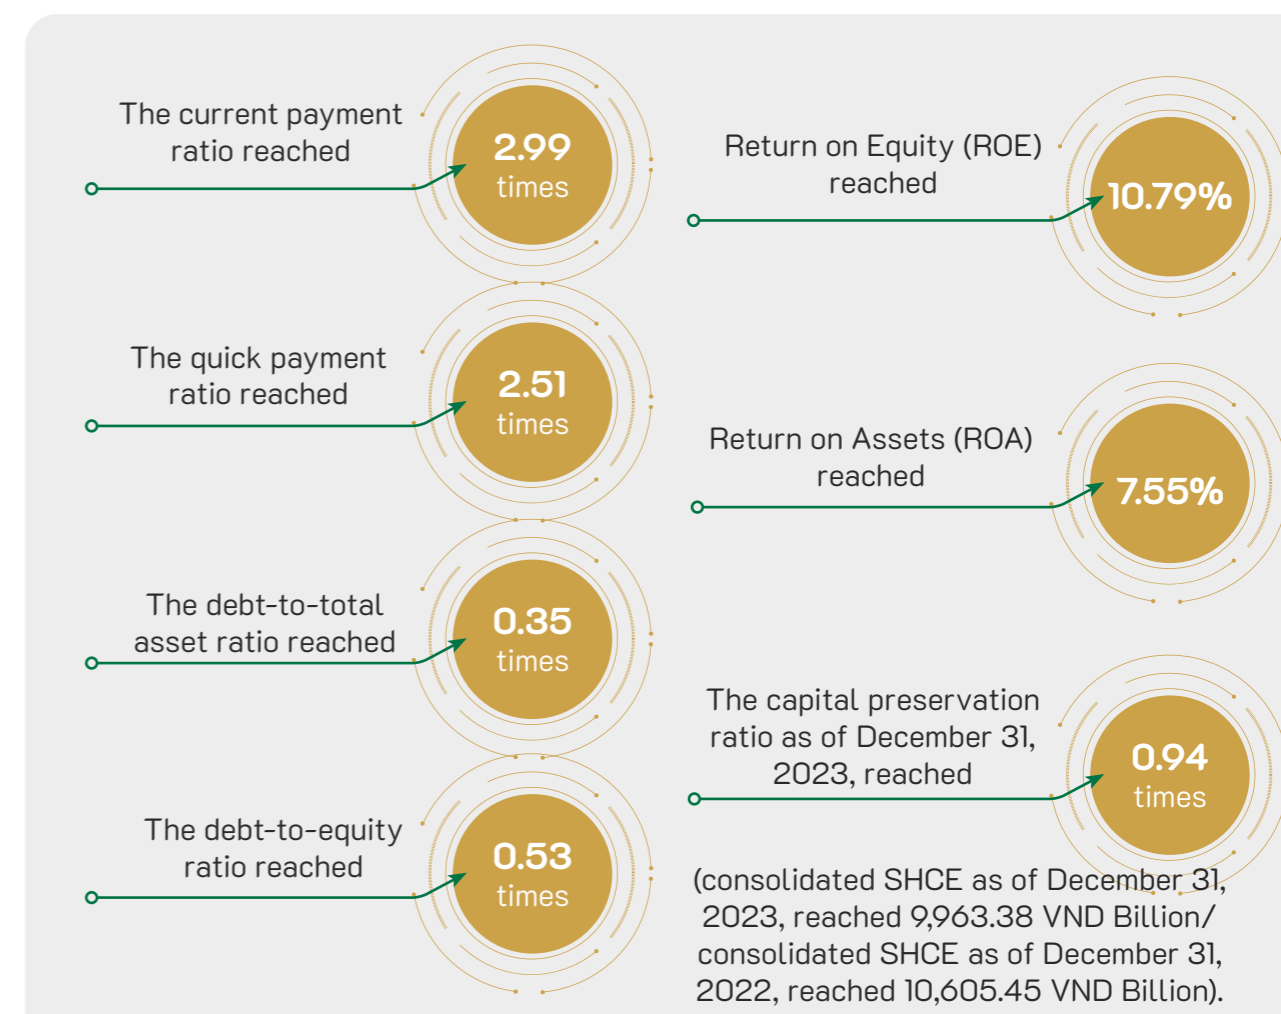 The current payment
ratio reached
2.99
times
The quick payment
ratio reached
2.51
times
The debt-to-total
asset ratio reached
0.35
times
The debt-to-equity
ratio reached
0.53
times
Return on Equity (ROE)
reached
10.79%
Return on Assets (ROA)
reached
7.55%
The capital preservation
ratio as of December 31,
2023, reached
0.94
times
(consolidated SHCE as of December 31,
2023, reached 9,963.38 VND Billion/
consolidated SHCE as of December 31,
2022, reached 10,605.45 VND Billion).